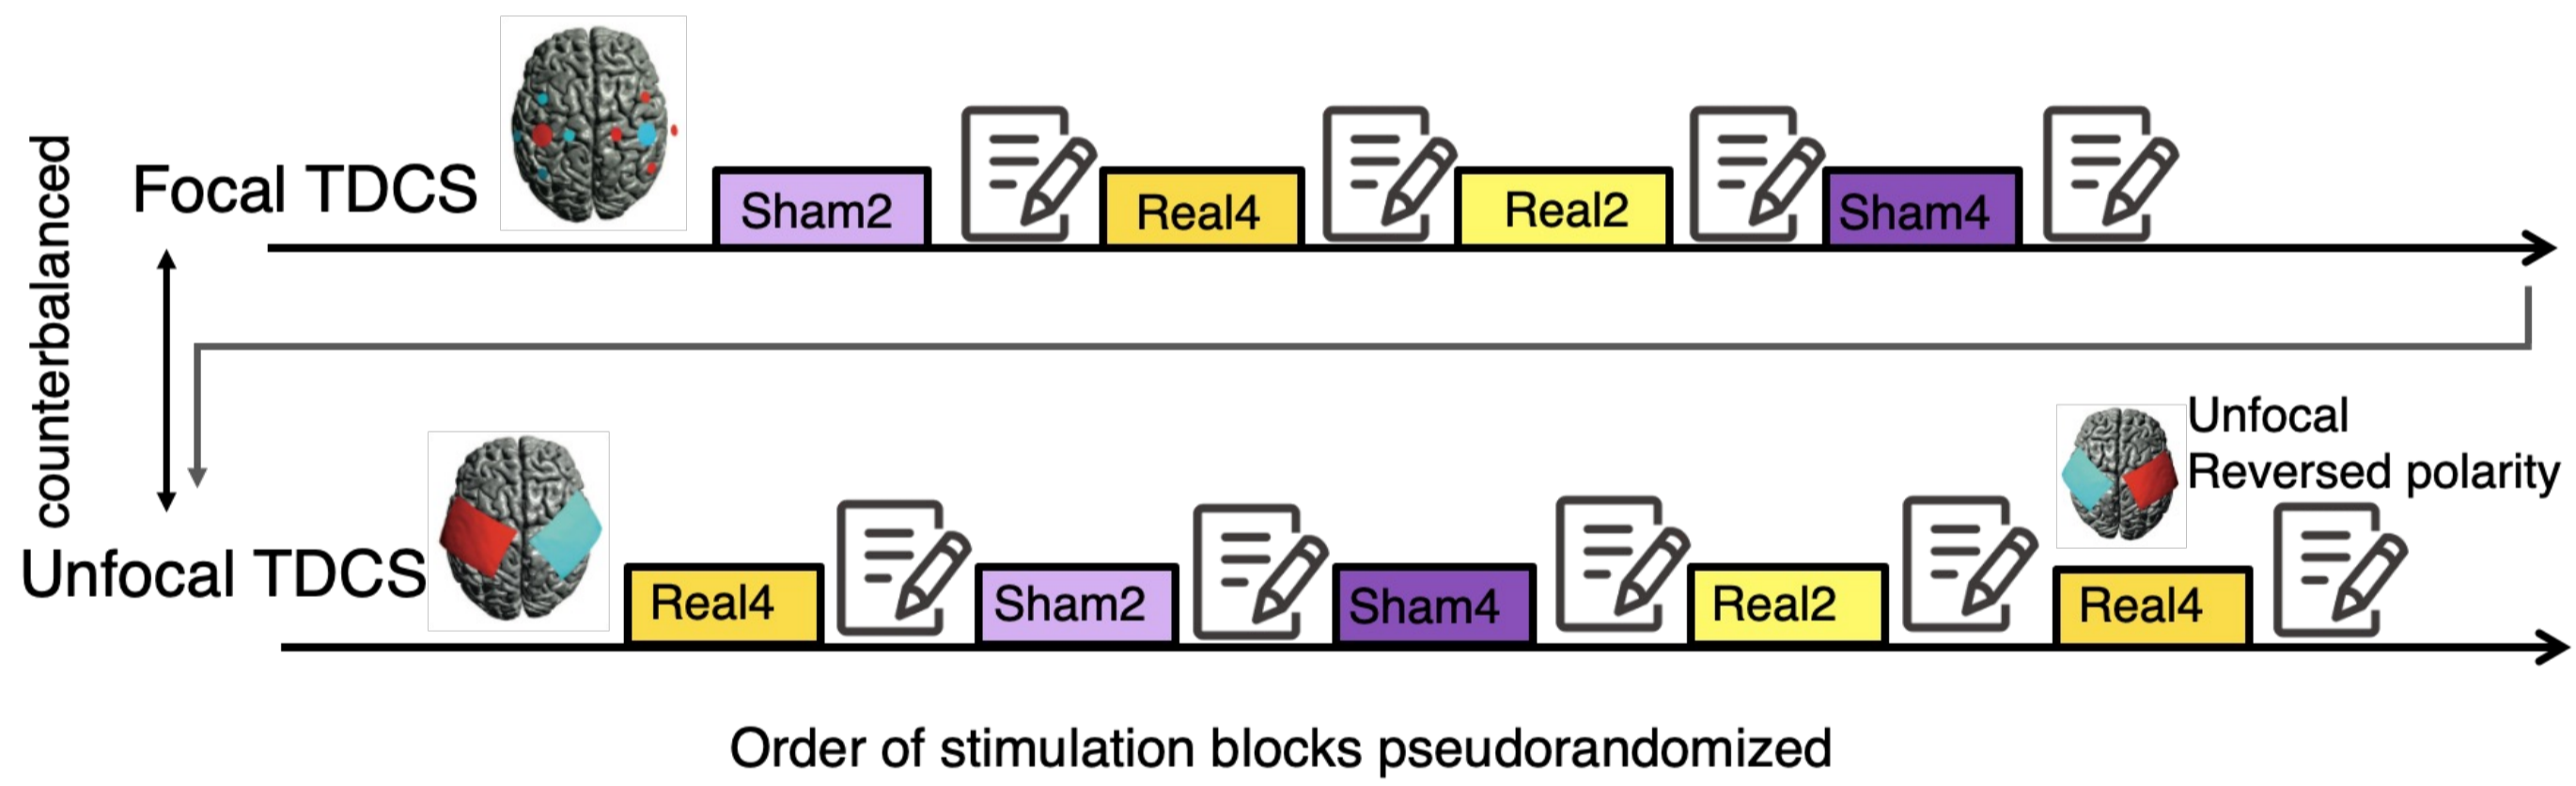 counterbalanced
Focal TDCS
Sham2
Real4
Real2
Sham4
Unfocal
Reversed polarity
Unfocal TDCS
Real4
Sham2
Sham4
Real2
Real4
Order of stimulation blocks pseudorandomized